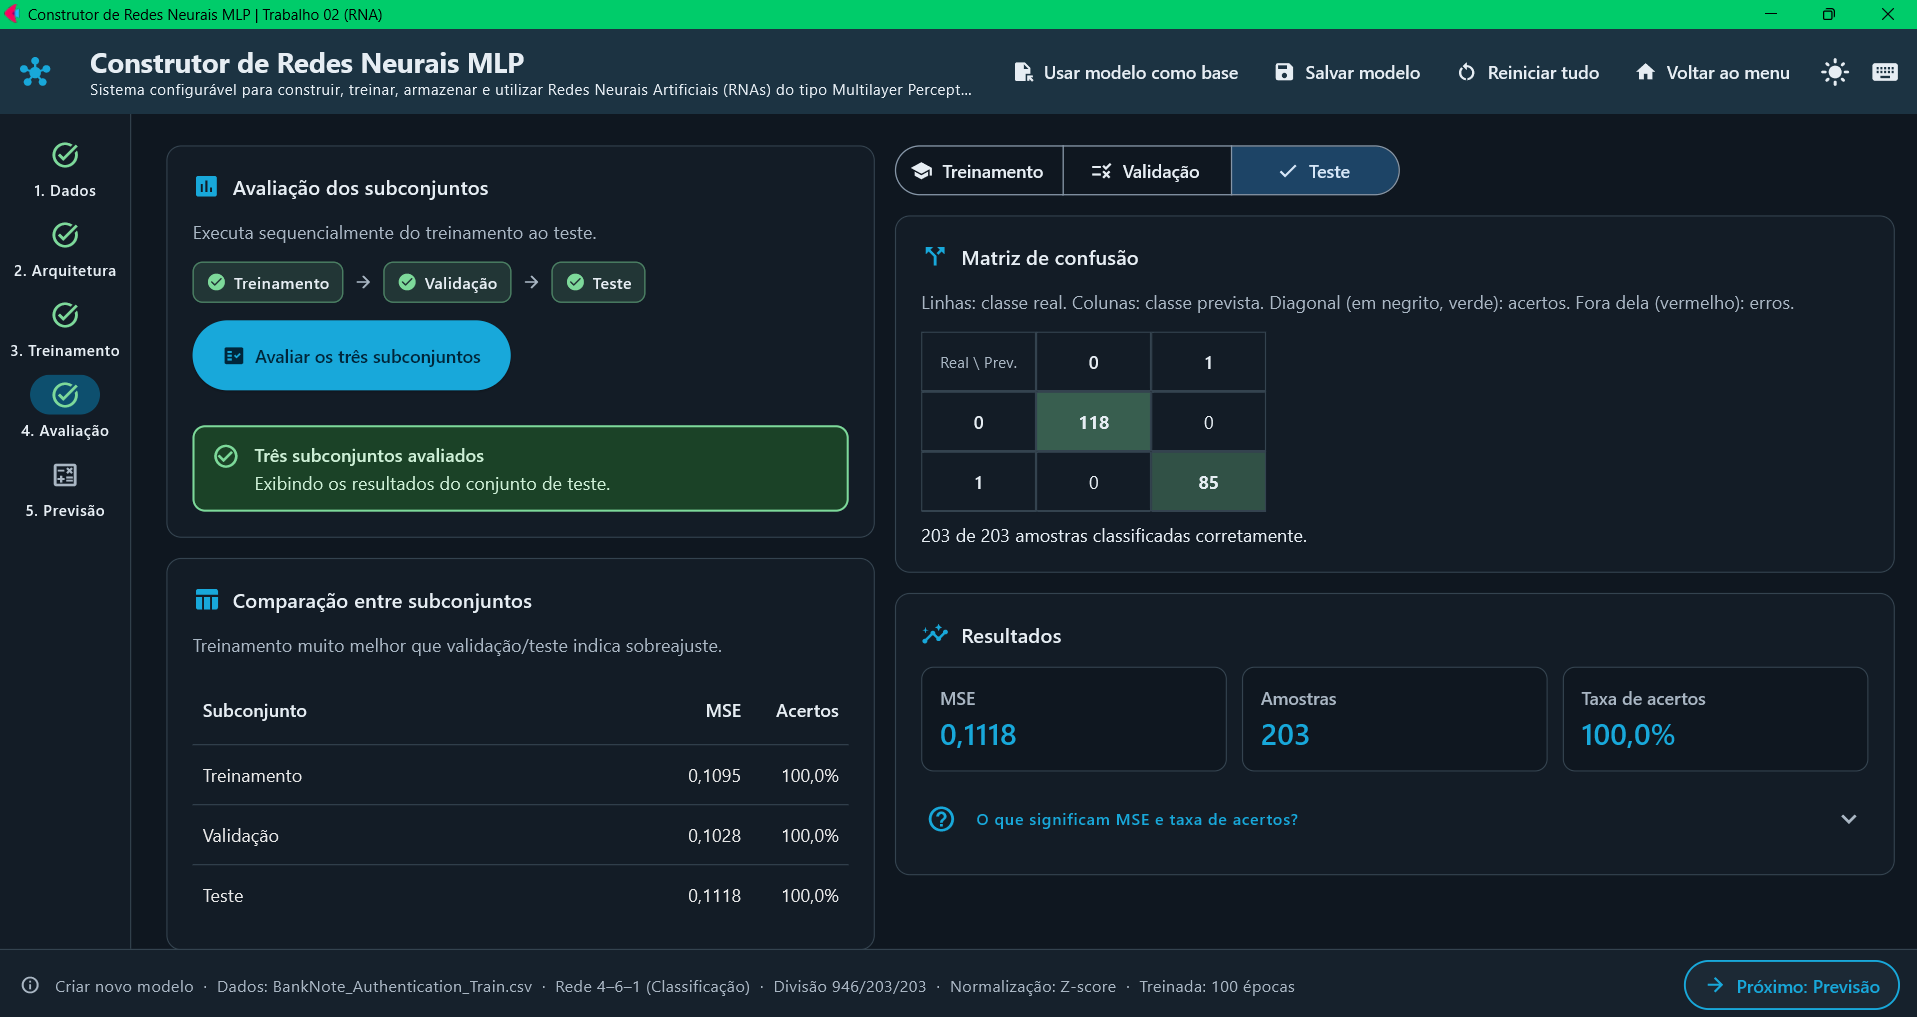 Construtor de Redes Neurais MLP | Trabalho 02 (RNA)
Construtor de Redes Neurais MLP
Sistema configurável para construir, treinar, armazenar e utilizar Redes Neurais Artificiais (RNAs) do tipo Multilayer Percept...
Usar modelo como base
Salvar modelo
Reiniciar tudo
Voltar ao menu
1. Dados
2. Arquitetura
3. Treinamento
4. Avaliação
5. Previsão
Avaliação dos subconjuntos
Executa sequencialmente do treinamento ao teste.
Treinamento → Validação → Teste
Avaliar os três subconjuntos
Três subconjuntos avaliados
Exibindo os resultados do conjunto de teste.
Comparação entre subconjuntos
Treinamento muito melhor que validação/teste indica sobreajuste.
Subconjunto MSE Acertos
Treinamento 0,1095 100,0%
Validação 0,1028 100,0%
Teste 0,1118 100,0%
Treinamento Validação Teste
Matriz de confusão
Linhas: classe real. Colunas: classe prevista. Diagonal (em negrito, verde): acertos. Fora dela (vermelho): erros.
Real \ Prev. 0 1
0 118 0
1 0 85
203 de 203 amostras classificadas corretamente.
Resultados
MSE
0,1118
Amostras
203
Taxa de acertos
100,0%
O que significam MSE e taxa de acertos?
Criar novo modelo · Dados: BankNote_Authentication_Train.csv · Rede 4–6–1 (Classificação) · Divisão 946/203/203 · Normalização: Z-score · Treinada: 100 épocas
Próximo: Previsão